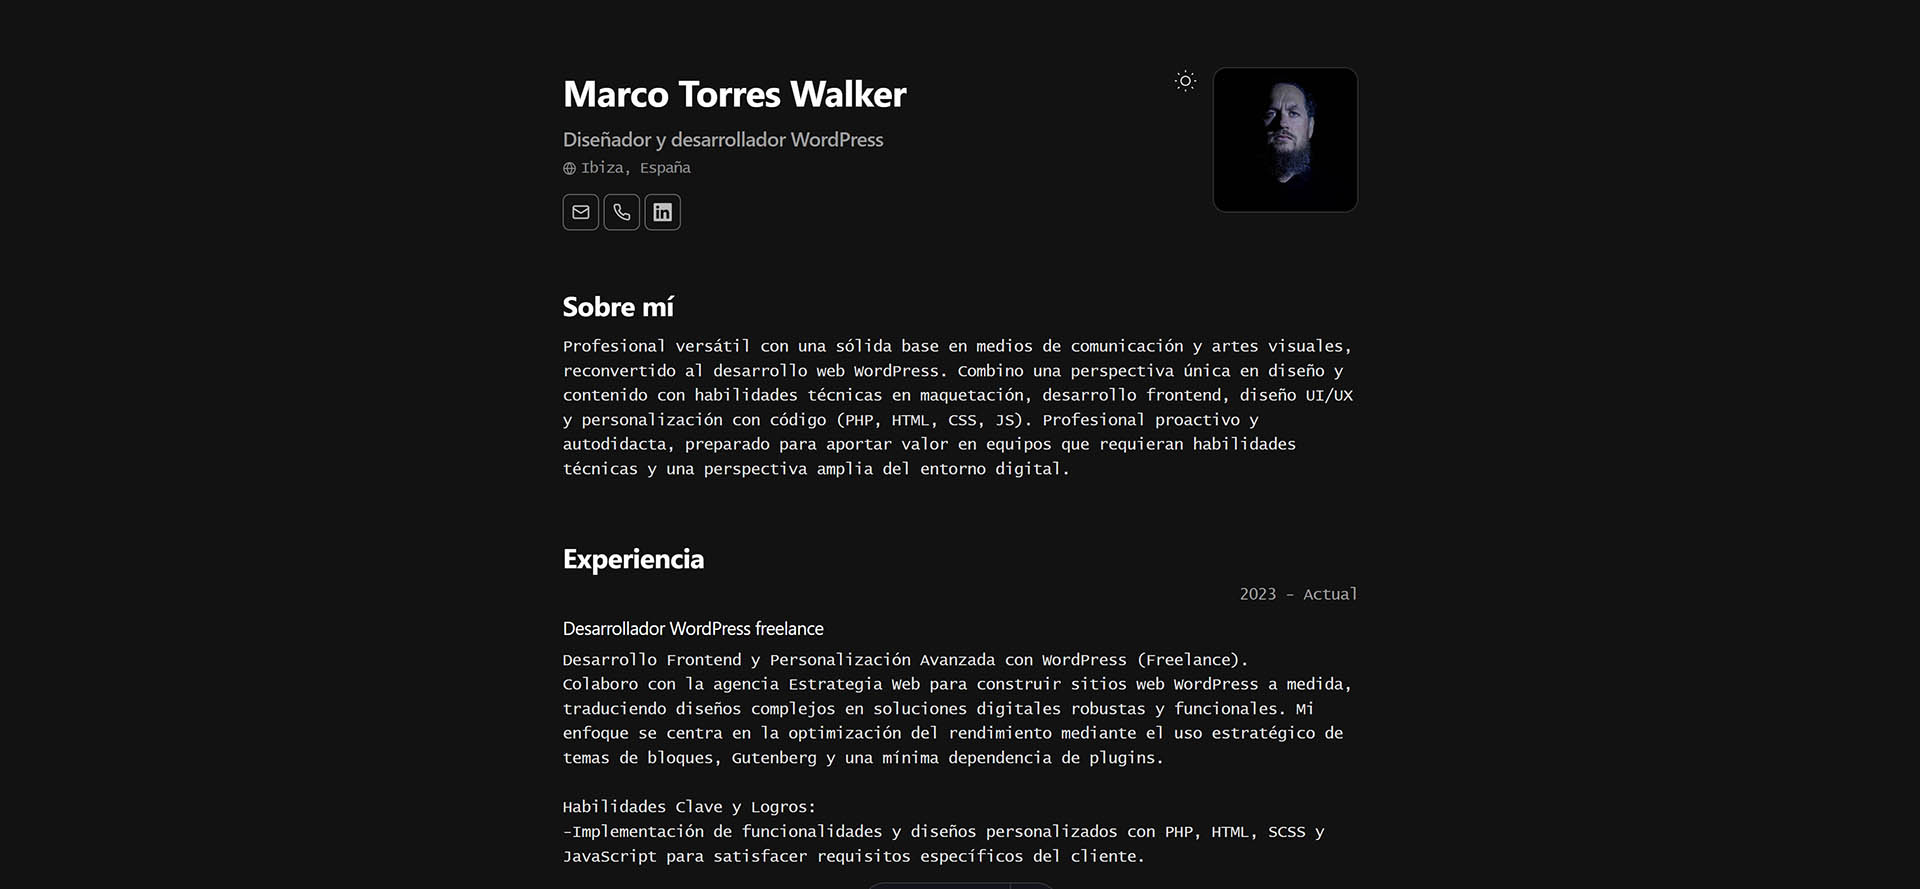 Marco Torres Walker
Diseñador y desarrollador WordPress
Ibiza, España
in
Sobre mí
Profesional versátil con una sólida base en medios de comunicación y artes visuales,
reconvertido al desarrollo web WordPress. Combino una perspectiva única en diseño y
contenido con habilidades técnicas en maquetación, desarrollo frontend, diseño UI/UX
y personalización con código (PHP, HTML, CSS, JS). Profesional proactivo y
autodidacta, preparado para aportar valor en equipos que requieran habilidades
técnicas y una perspectiva amplia del entorno digital.
Experiencia
2023 - Actual
Desarrollador WordPress freelance
Desarrollo Frontend y Personalización Avanzada con WordPress (Freelance).
Colaboro con la agencia Estrategia Web para construir sitios web WordPress a medida,
traduciendo diseños complejos en soluciones digitales robustas y funcionales. Mi
enfoque se centra en la optimización del rendimiento mediante el uso estratégico de
temas de bloques, Gutenberg y una mínima dependencia de plugins.
Habilidades Clave y Logros:
-Implementación de funcionalidades y diseños personalizados con PHP, HTML, SCSS y
JavaScript para satisfacer requisitos específicos del cliente.